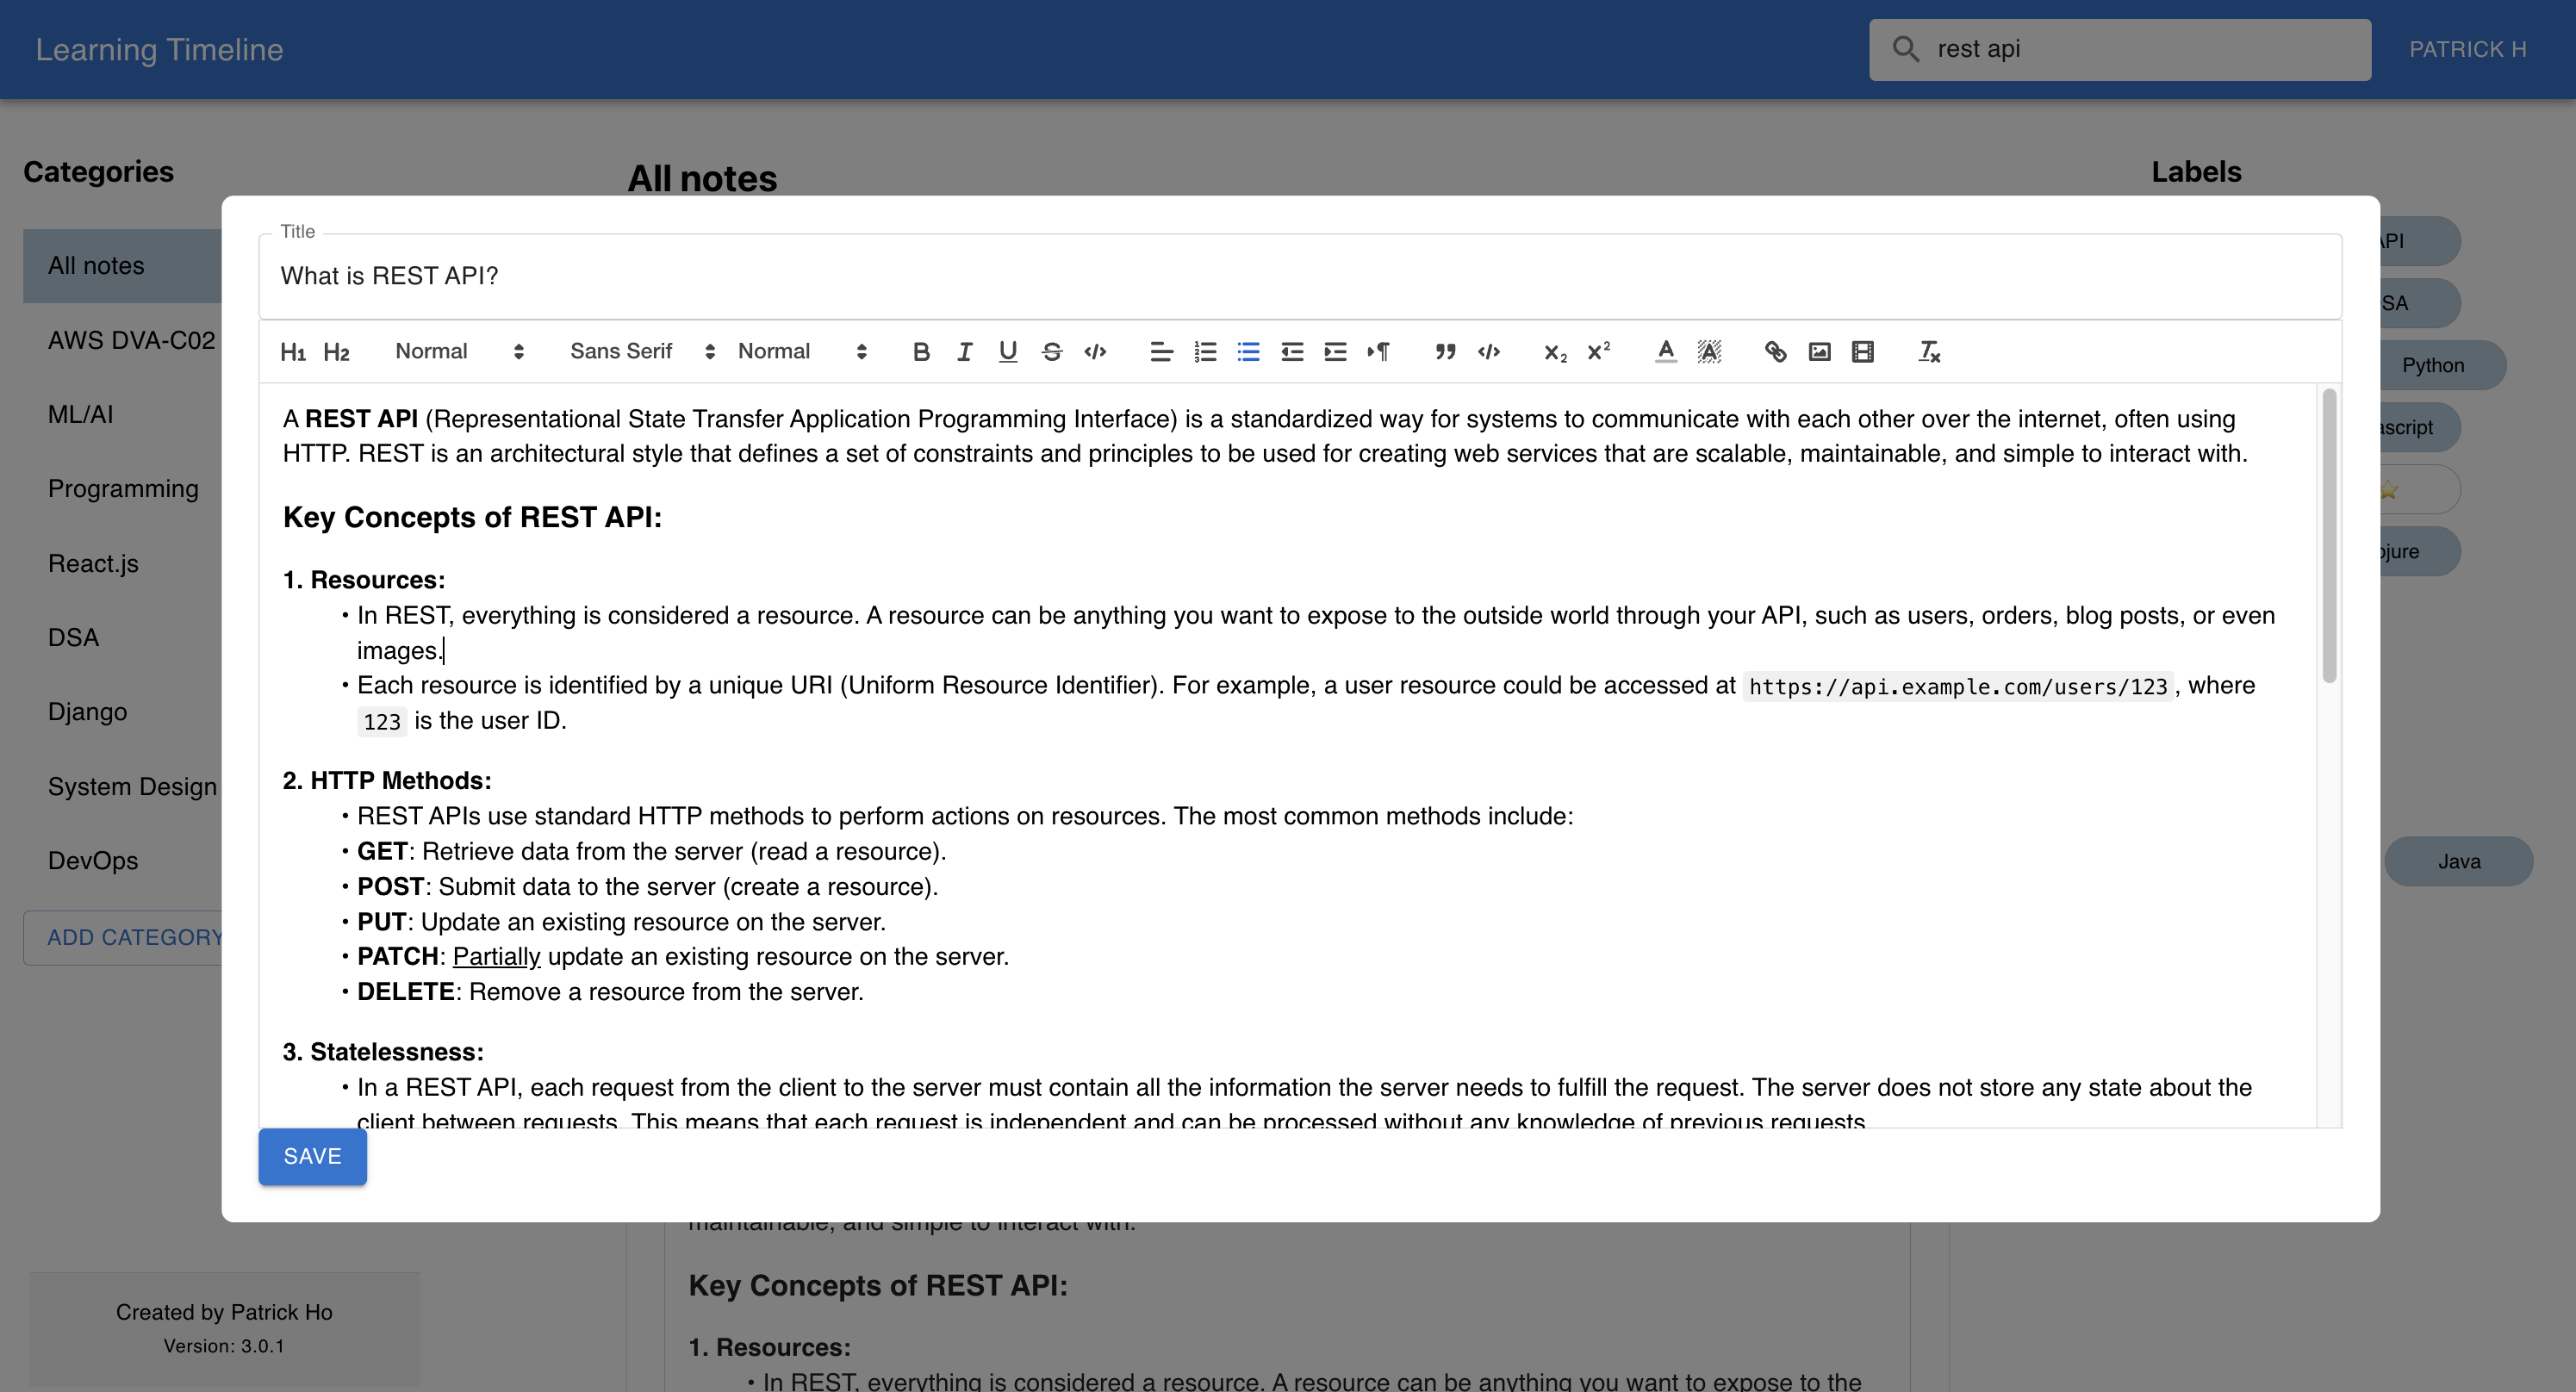 Learning Timeline
rest api
PATRICK H
Categories
All notes
AWS DVA-C02
ML/AI
Programming
React.js
DSA
Django
System Design
DevOps
ADD CATEGORY
Created by Patrick Ho
Version: 3.0.1
All notes
Title
What is REST API?
H1 H2 Normal Sans Serif Normal
A REST API (Representational State Transfer Application Programming Interface) is a standardized way for systems to communicate with each other over the internet, often using
HTTP. REST is an architectural style that defines a set of constraints and principles to be used for creating web services that are scalable, maintainable, and simple to interact with.
Key Concepts of REST API:
1. Resources:
• In REST, everything is considered a resource. A resource can be anything you want to expose to the outside world through your API, such as users, orders, blog posts, or even
images.
• Each resource is identified by a unique URI (Uniform Resource Identifier). For example, a user resource could be accessed at https://api.example.com/users/123, where
123 is the user ID.
2. HTTP Methods:
• REST APIs use standard HTTP methods to perform actions on resources. The most common methods include:
• GET: Retrieve data from the server (read a resource).
• POST: Submit data to the server (create a resource).
• PUT: Update an existing resource on the server.
• PATCH: Partially update an existing resource on the server.
• DELETE: Remove a resource from the server.
3. Statelessness:
• In a REST API, each request from the client to the server must contain all the information the server needs to fulfill the request. The server does not store any state about the
client between requests. This means that each request is independent and can be processed without any knowledge of previous requests.
SAVE
maintainable, and simple to interact with.
Key Concepts of REST API:
1. Resources:
• In REST, everything is considered a resource. A resource can be anything you want to expose to the
Labels
API
Python
Java